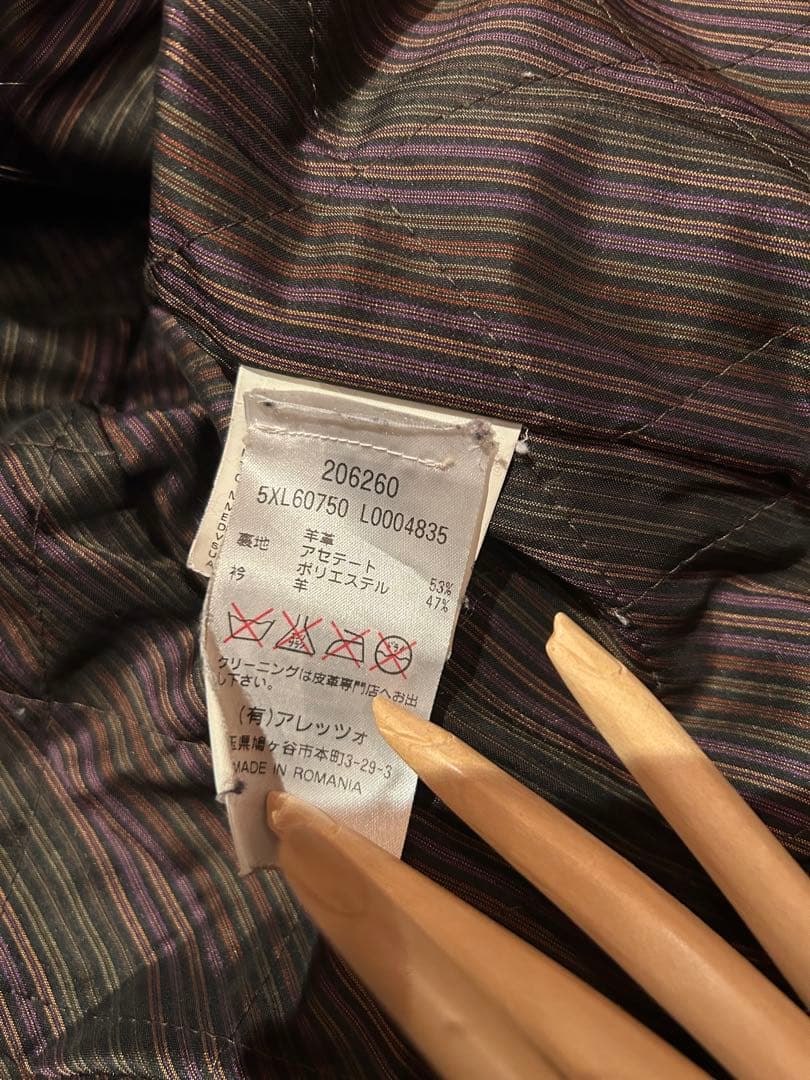 206260
5XL60750 L0004835
羊革
裏地 アセテート 53%
ポリエステル 47%
衿 羊
クリーニングは皮革専門店へお出
し下さい。
(有)アレッツォ
玉県鳩ヶ谷市本町3-29-3
MADE IN ROMANIA